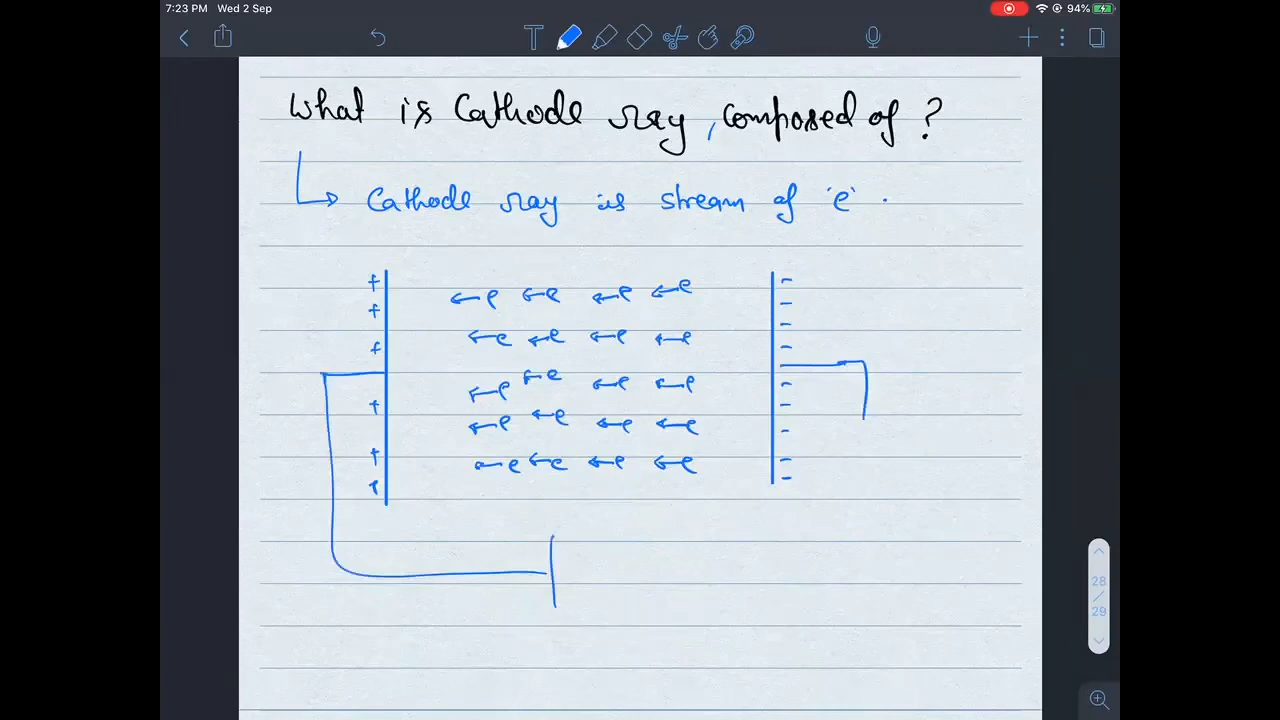 7:23 PM Wed 2 Sep 94%
What is Cathode ray, composed of ?
Cathode ray is stream of 'e' .
+ -
+ e e e e -
+ e e e e -
+ e e e e -
+ e e e e -
+ e e e e -
28
/
29